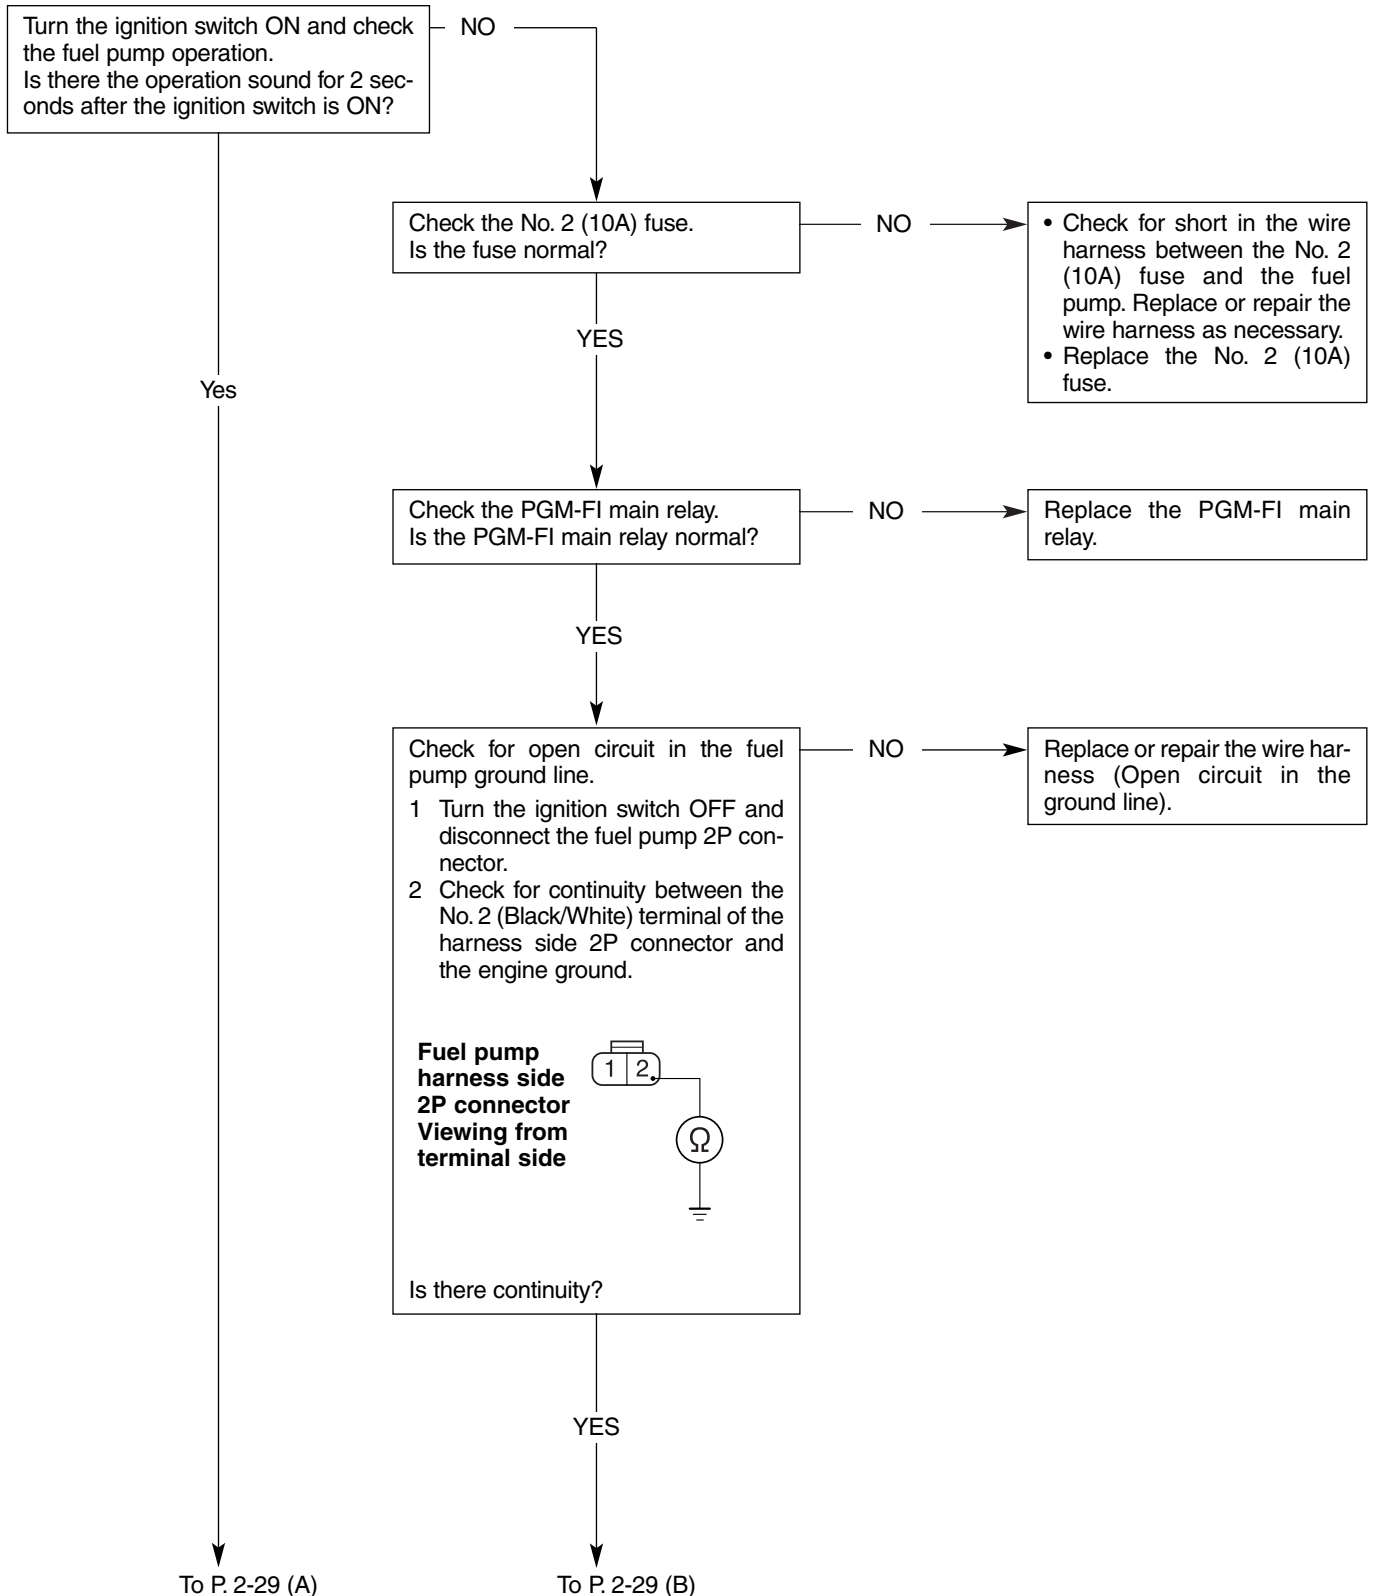 Turn the ignition switch ON and check
the fuel pump operation.
Is there the operation sound for 2 sec-
onds after the ignition switch is ON?
NO
Check the No. 2 (10A) fuse.
Is the fuse normal?
NO
• Check for short in the wire
harness between the No. 2
(10A) fuse and the fuel
pump. Replace or repair the
wire harness as necessary.
• Replace the No. 2 (10A)
fuse.
YES
Yes
Check the PGM-FI main relay.
Is the PGM-FI main relay normal?
NO
Replace the PGM-FI main
relay.
YES
Check for open circuit in the fuel
pump ground line.
1 Turn the ignition switch OFF and
disconnect the fuel pump 2P con-
nector.
2 Check for continuity between the
No. 2 (Black/White) terminal of the
harness side 2P connector and
the engine ground.
NO
Replace or repair the wire har-
ness (Open circuit in the
ground line).
Fuel pump
harness side
2P connector
Viewing from
terminal side
1 2
Ω
Is there continuity?
YES
To P. 2-29 (A)
To P. 2-29 (B)